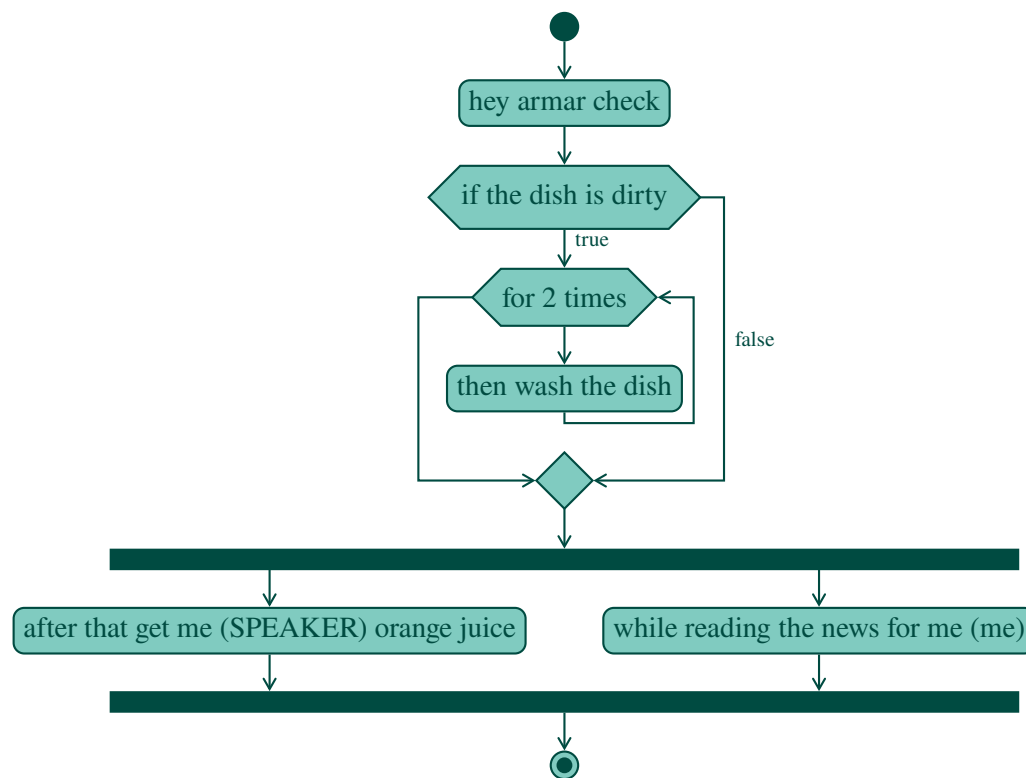 hey armar check
if the dish is dirty
true
for 2 times
false
then wash the dish
after that get me (SPEAKER) orange juice
while reading the news for me (me)